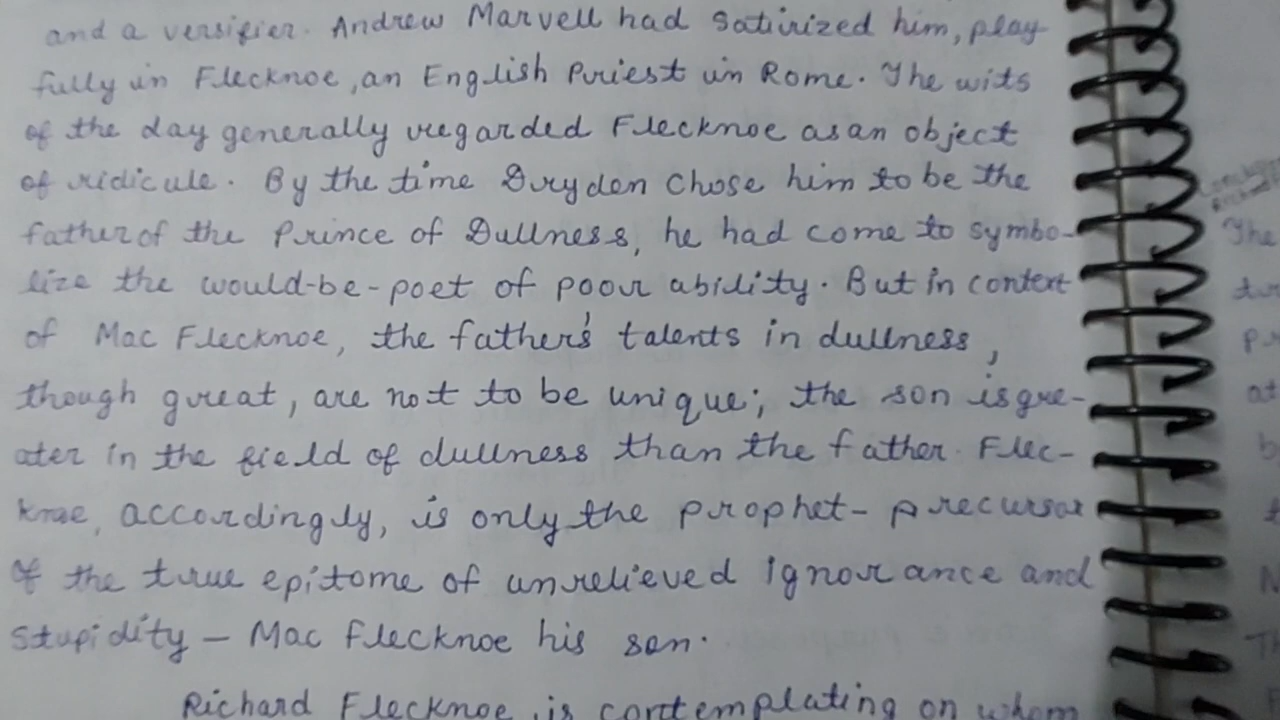 and a versifier. Andrew Marvell had satirized him, play-
fully in Flecknoe, an English Priest in Rome. The wits
of the day generally regarded Flecknoe as an object
of ridicule. By the time Dryden chose him to be the
father of the Prince of Dullness, he had come to symbo-
lize the would-be-poet of poor ability. But in context
of Mac Flecknoe, the father's talents in dullness,
though great, are not to be unique; the son is gre-
ater in the field of dullness than the father. Flec-
knoe, accordingly, is only the prophet-precursor
of the true epitome of unrelieved ignorance and
stupidity — Mac Flecknoe his son.
Richard Flecknoe is contemplating on whom
The
at